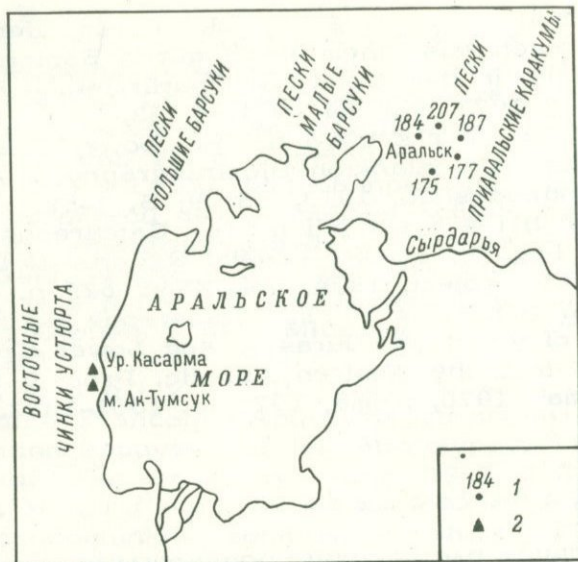 ПЕСКИ
БОЛЬШИЕ БАРСУКИ
ПЕСКИ
МАЛЫЕ
БАРСУКИ
ПЕСКИ
ПРИАРАЛЬСКИЕ КАРАКУМЫ
207
184
187
Аральск
177
175
Сырдарья
АРАЛЬСКОЕ
МОРЕ
ВОСТОЧНЫЕ
ЧИНКИ УСТЮРТА
Ур. Касарма
м. Ак-Тумсук
184 1
2